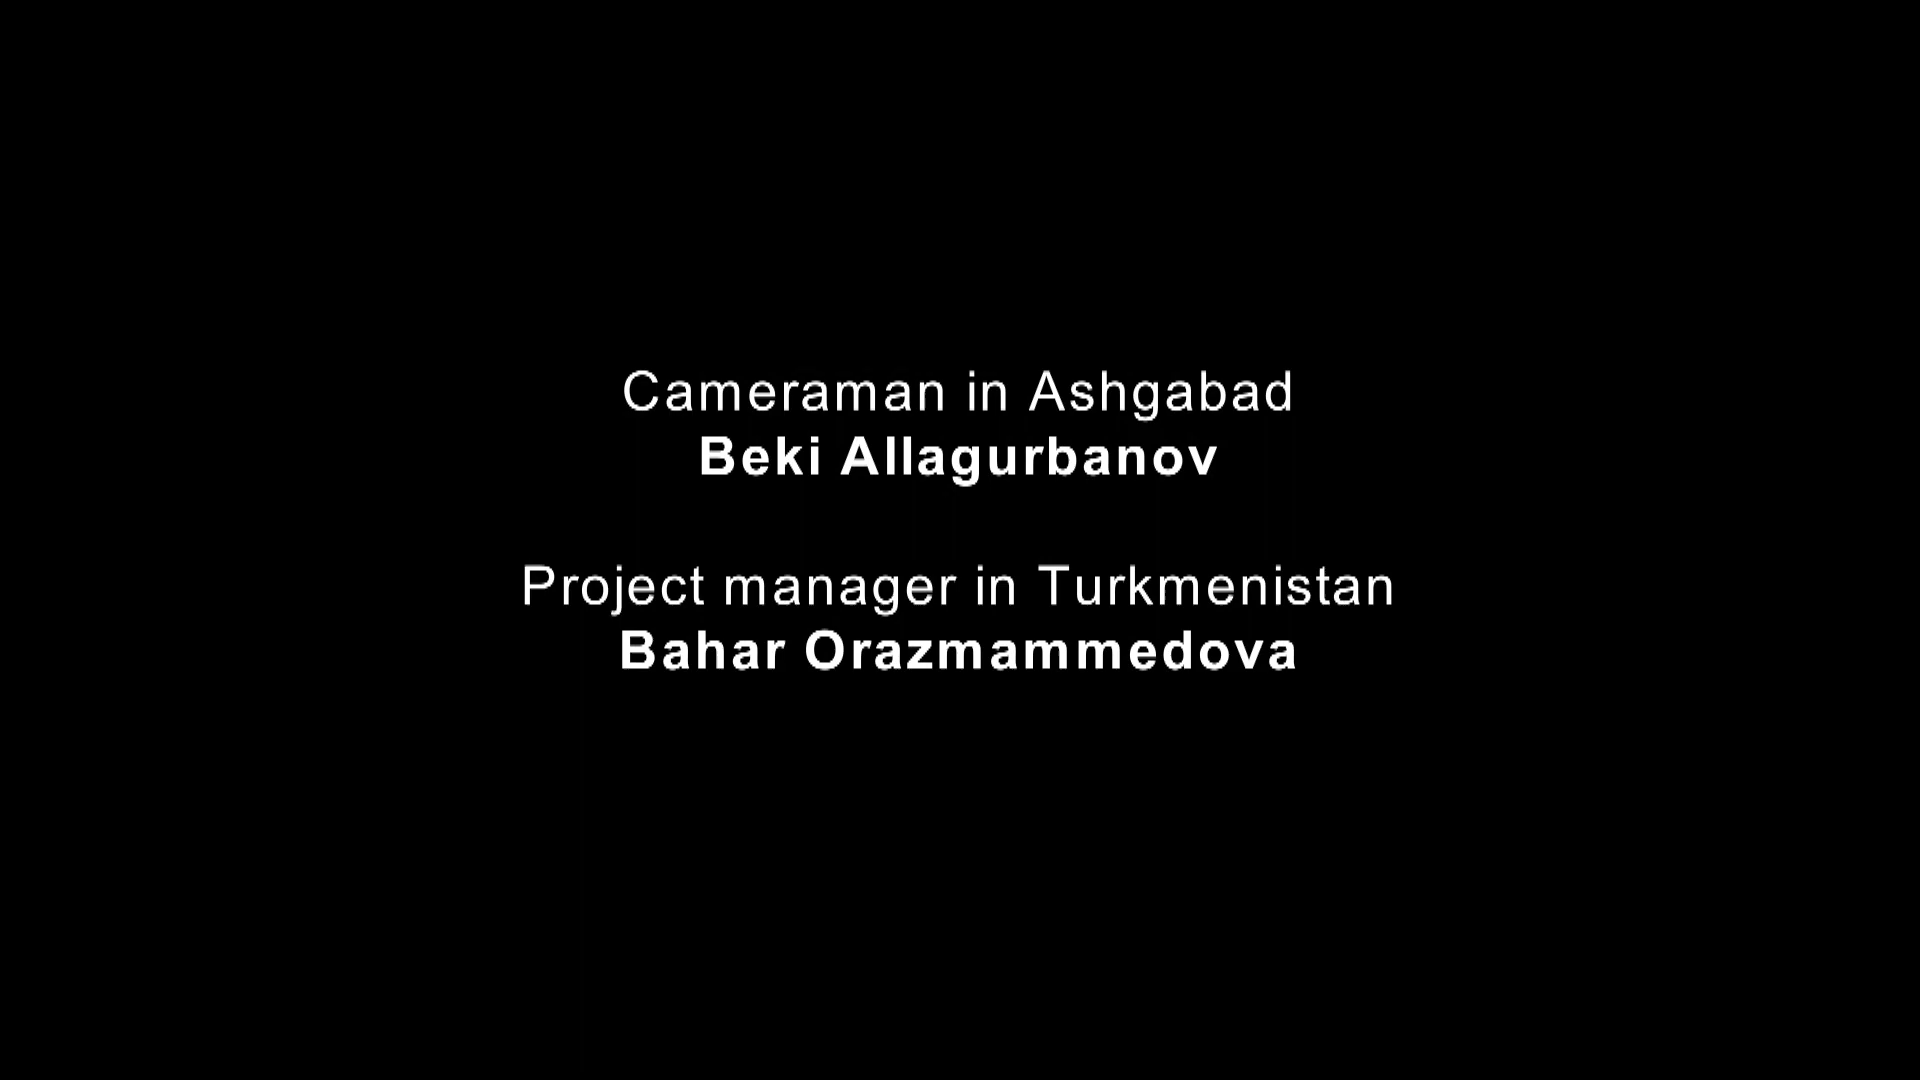 Cameraman in Ashgabad
Beki Allagurbanov
Project manager in Turkmenistan
Bahar Orazmammedova